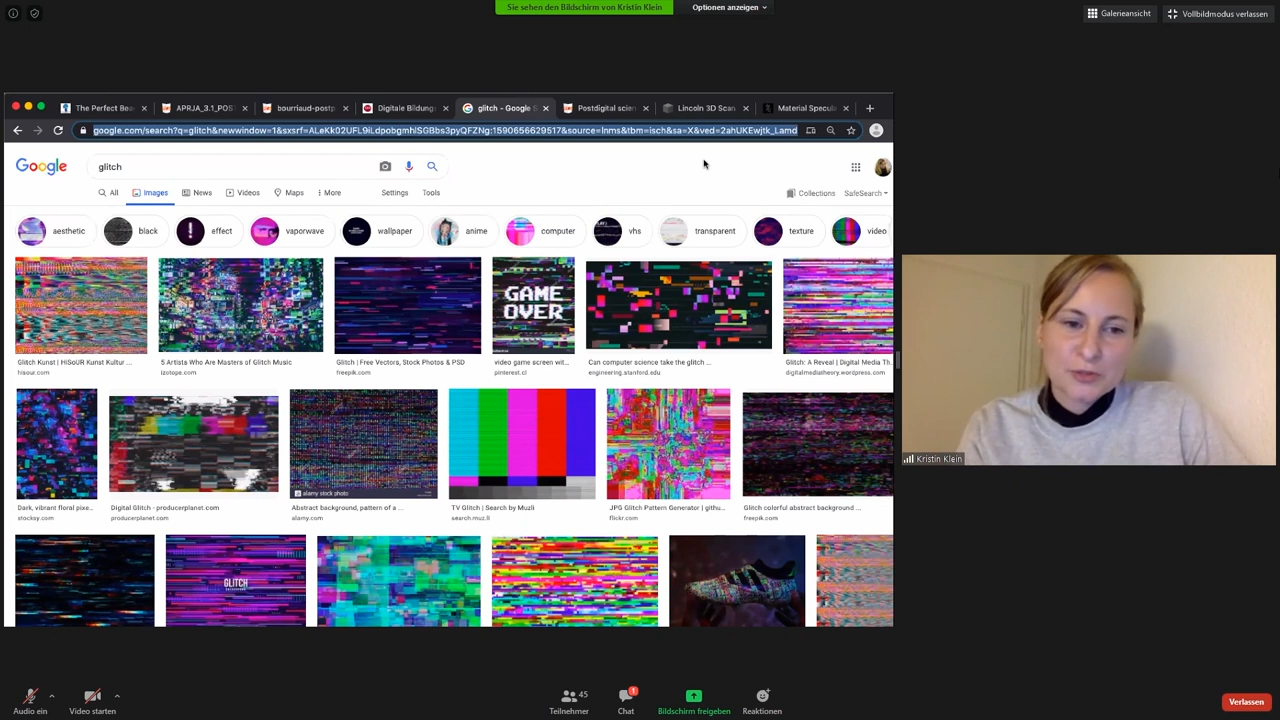 Sie sehen den Bildschirm von Kristin Klein
Optionen anzeigen
Galerieansicht
Vollbildmodus verlassen
The Perfect Bea
APRJA_3.1_POST
bourriaud-postp
Digitale Bildung
glitch - Google S
Postdigital scien
Lincoln 3D Scan
Material Specula
google.com/search?q=glitch&newwindow=1&sxsrf=ALeKk02UFL9iLdpobgmhlSGBbs3pyQFZNg:1590656629517&source=lnms&tbm=isch&sa=X&ved=2ahUKEwjtk_Lamd
Google
glitch
All
Images
News
Videos
Maps
More
Settings
Tools
Collections
SafeSearch
aesthetic
black
effect
vaporwave
wallpaper
anime
computer
vhs
transparent
texture
video
GAME
OVER
Glitch Kunst | HiSoUR Kunst Kultur ...
hisour.com
5 Artists Who Are Masters of Glitch Music
izotope.com
Glitch | Free Vectors, Stock Photos & PSD
freepik.com
video game screen wit...
pinterest.cl
Can computer science take the glitch ...
engineering.stanford.edu
Glitch: A Reveal | Digital Media Th...
digitalmediatheory.wordpress.com
alamy stock photo
Dark, vibrant floral pixe...
stocksy.com
Digital Glitch - producerplanet.com
producerplanet.com
Abstract background, pattern of a ...
alamy.com
TV Glitch | Search by Muzli
search.muz.li
JPG Glitch Pattern Generator | githu...
flickr.com
Glitch colorful abstract background ...
freepik.com
GLITCH
Kristin Klein
Audio ein
Video starten
45
Teilnehmer
1
Chat
Bildschirm freigeben
Reaktionen
Verlassen